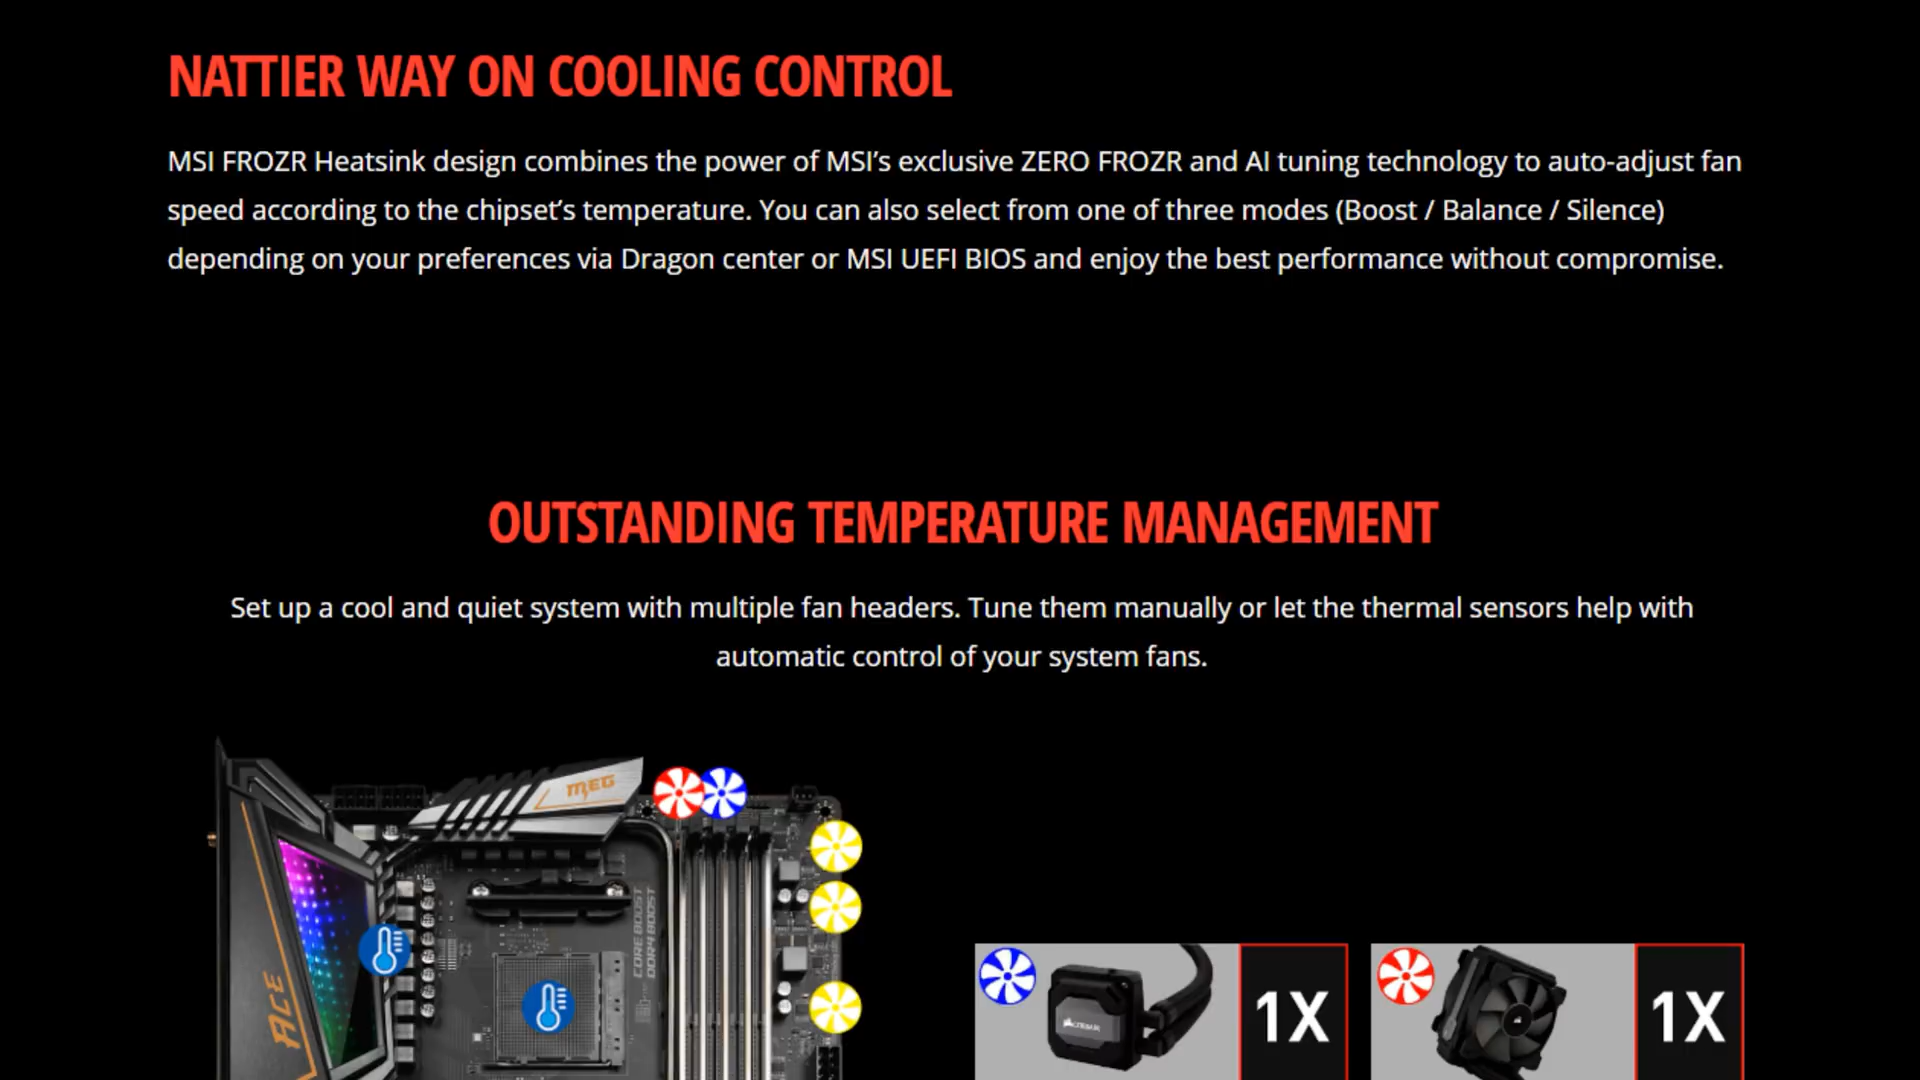 NATTIER WAY ON COOLING CONTROL
MSI FROZR Heatsink design combines the power of MSI’s exclusive ZERO FROZR and AI tuning technology to auto-adjust fan
speed according to the chipset’s temperature. You can also select from one of three modes (Boost / Balance / Silence)
depending on your preferences via Dragon center or MSI UEFI BIOS and enjoy the best performance without compromise.
OUTSTANDING TEMPERATURE MANAGEMENT
Set up a cool and quiet system with multiple fan headers. Tune them manually or let the thermal sensors help with
automatic control of your system fans.
MEG
CORE BOOST
DDR4 BOOST
ACE
1X
1X